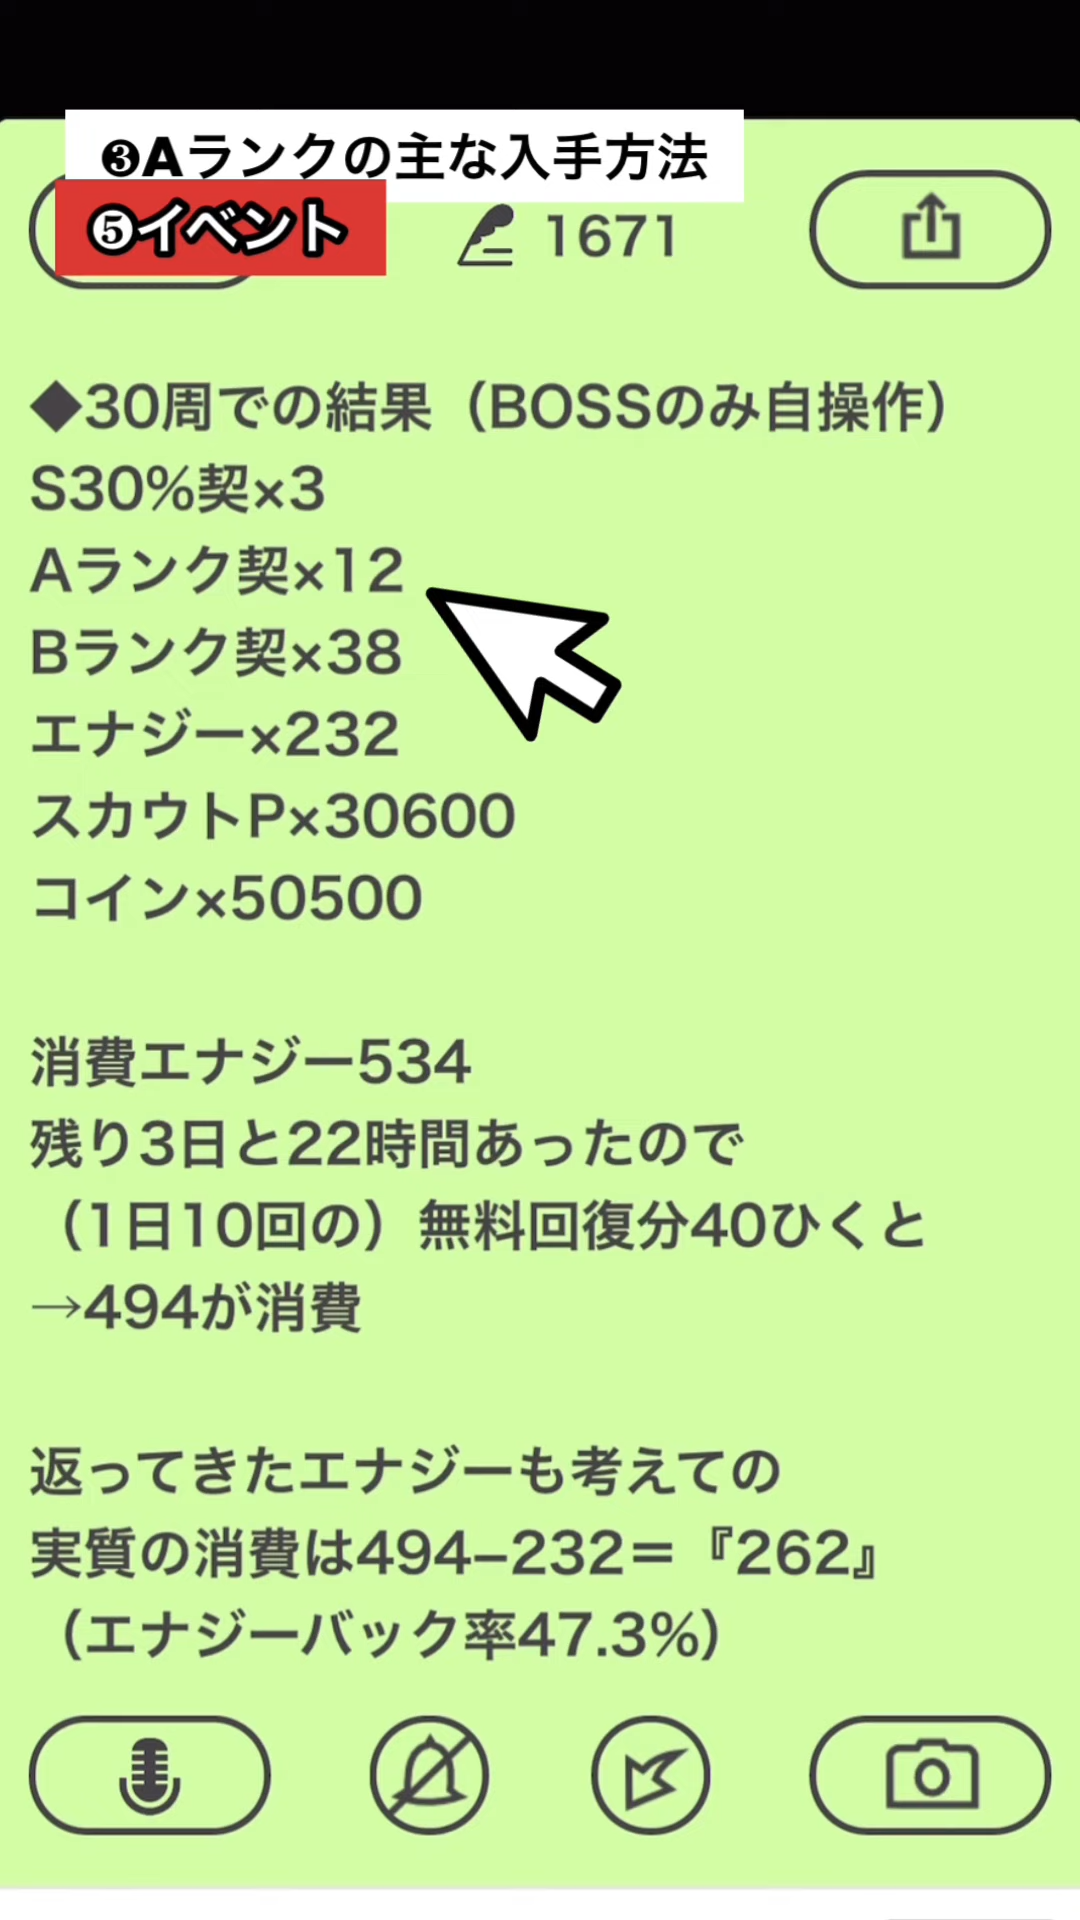 ❸Aランクの主な入手方法
❺イベント
1671
◆30周での結果（BOSSのみ自操作）
S30%契×3
Aランク契×12
Bランク契×38
エナジー×232
スカウトP×30600
コイン×50500
消費エナジー534
残り3日と22時間あったので
（1日10回の）無料回復分40ひくと
→494が消費
返ってきたエナジーも考えての
実質の消費は494−232＝『262』
（エナジーバック率47.3%）